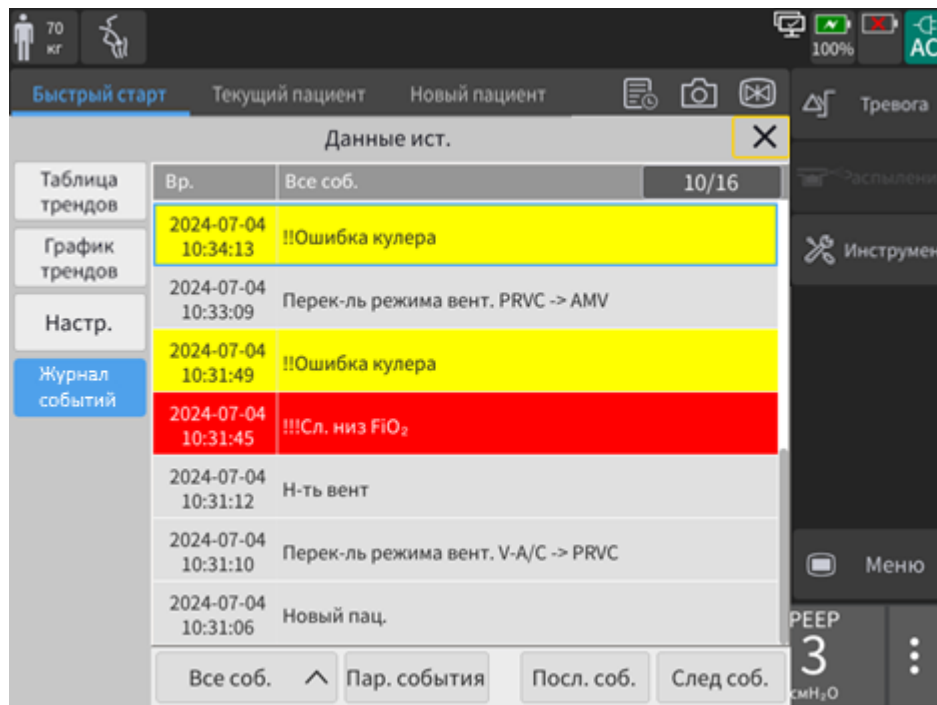 70
кг
100%
AC
Быстрый старт
Текущий пациент
Новый пациент
Тревога
Данные ист.
Таблица
трендов
График
трендов
Настр.
Журнал
событий
Вр.
Все соб.
10/16
2024-07-04
10:34:13
!!Ошибка кулера
2024-07-04
10:33:09
Перек-ль режима вент. PRVC -> AMV
2024-07-04
10:31:49
!!Ошибка кулера
2024-07-04
10:31:45
!!!Сл. низ FiO₂
2024-07-04
10:31:12
Н-ть вент
2024-07-04
10:31:10
Перек-ль режима вент. V-A/C -> PRVC
2024-07-04
10:31:06
Новый пац.
Все соб.
Пар. события
Посл. соб.
След соб.
Распылени
Инструмен
Меню
PEEP
3
смH₂O